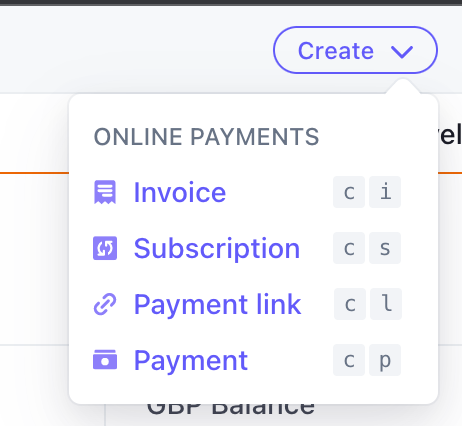 Create
ONLINE PAYMENTS
Invoice c i
Subscription c s
Payment link c l
Payment c p
GBP Balance